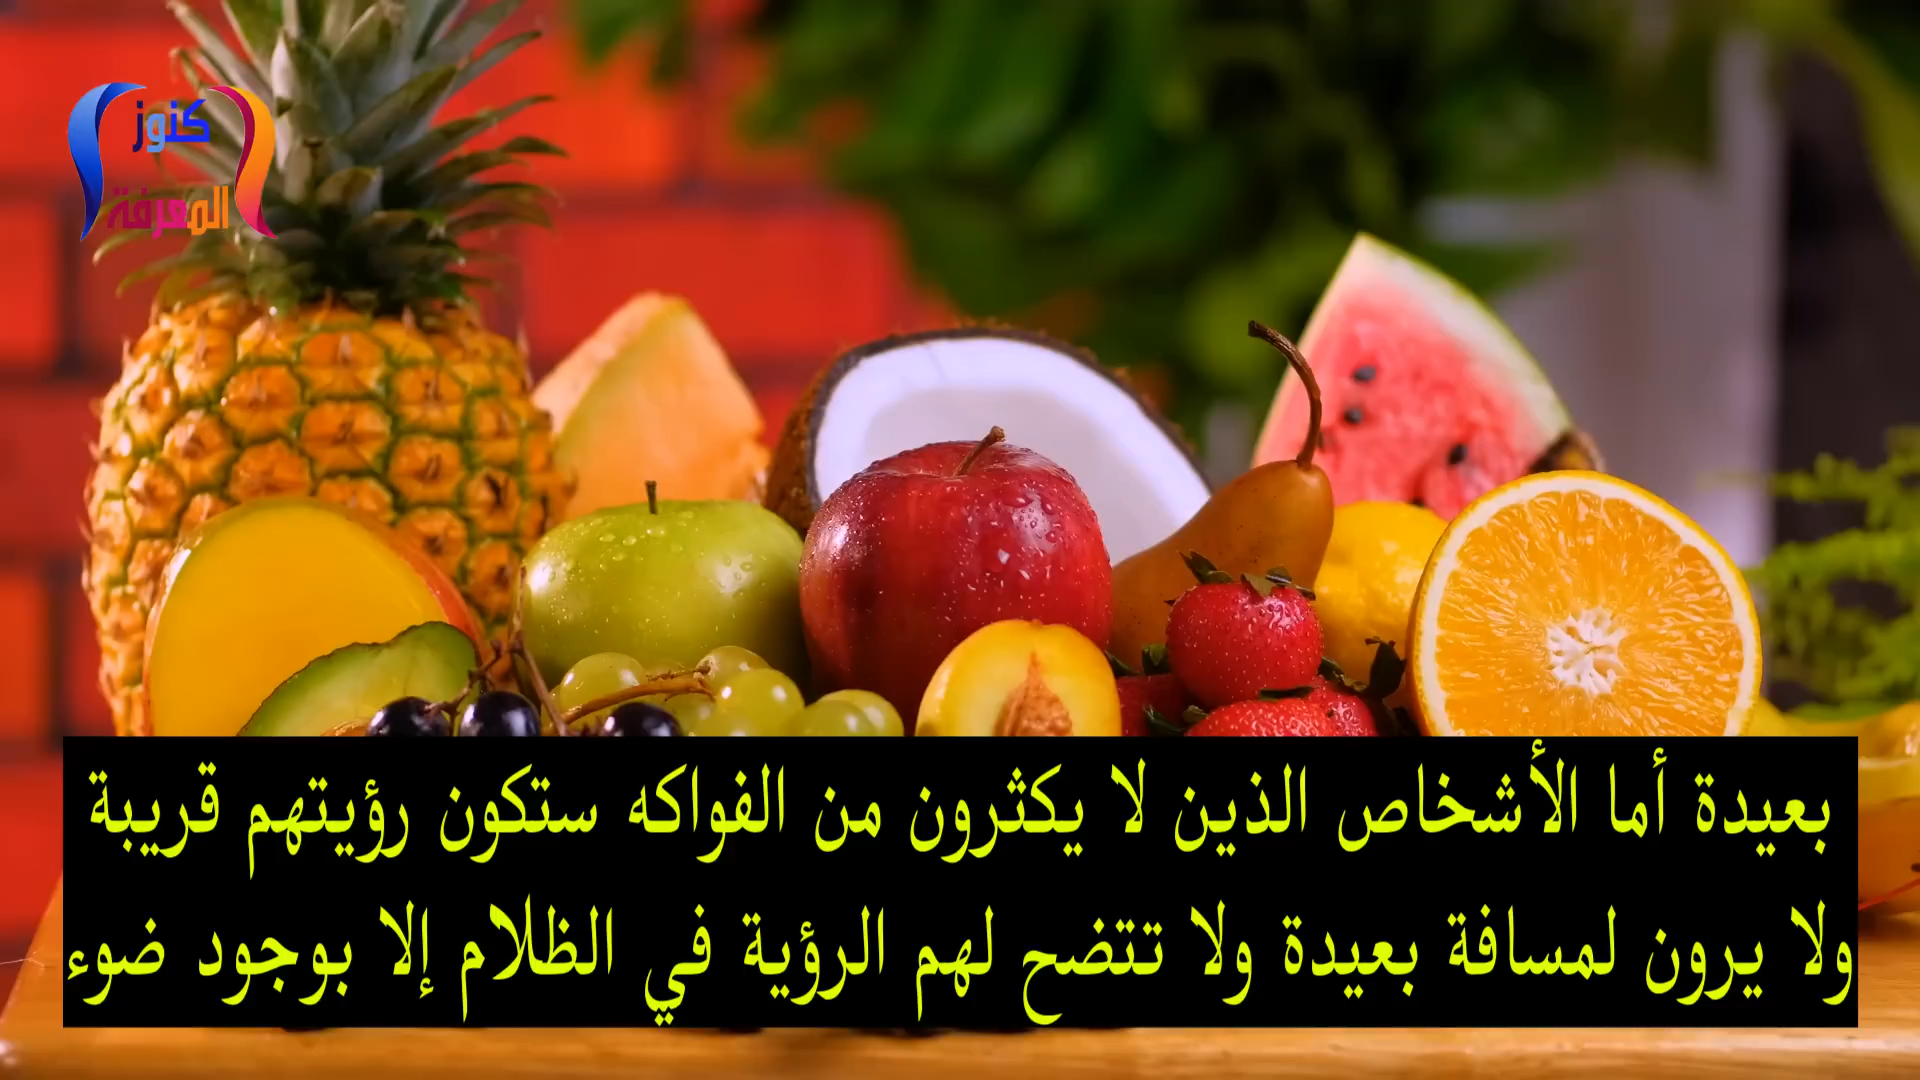 كنوز
المعرفة
بعيدة أما الأشخاص الذين لا يكثرون من الفواكه ستكون رؤيتهم قريبة
ولا يرون لمسافة بعيدة ولا تتضح لهم الرؤية في الظلام إلا بوجود ضوء